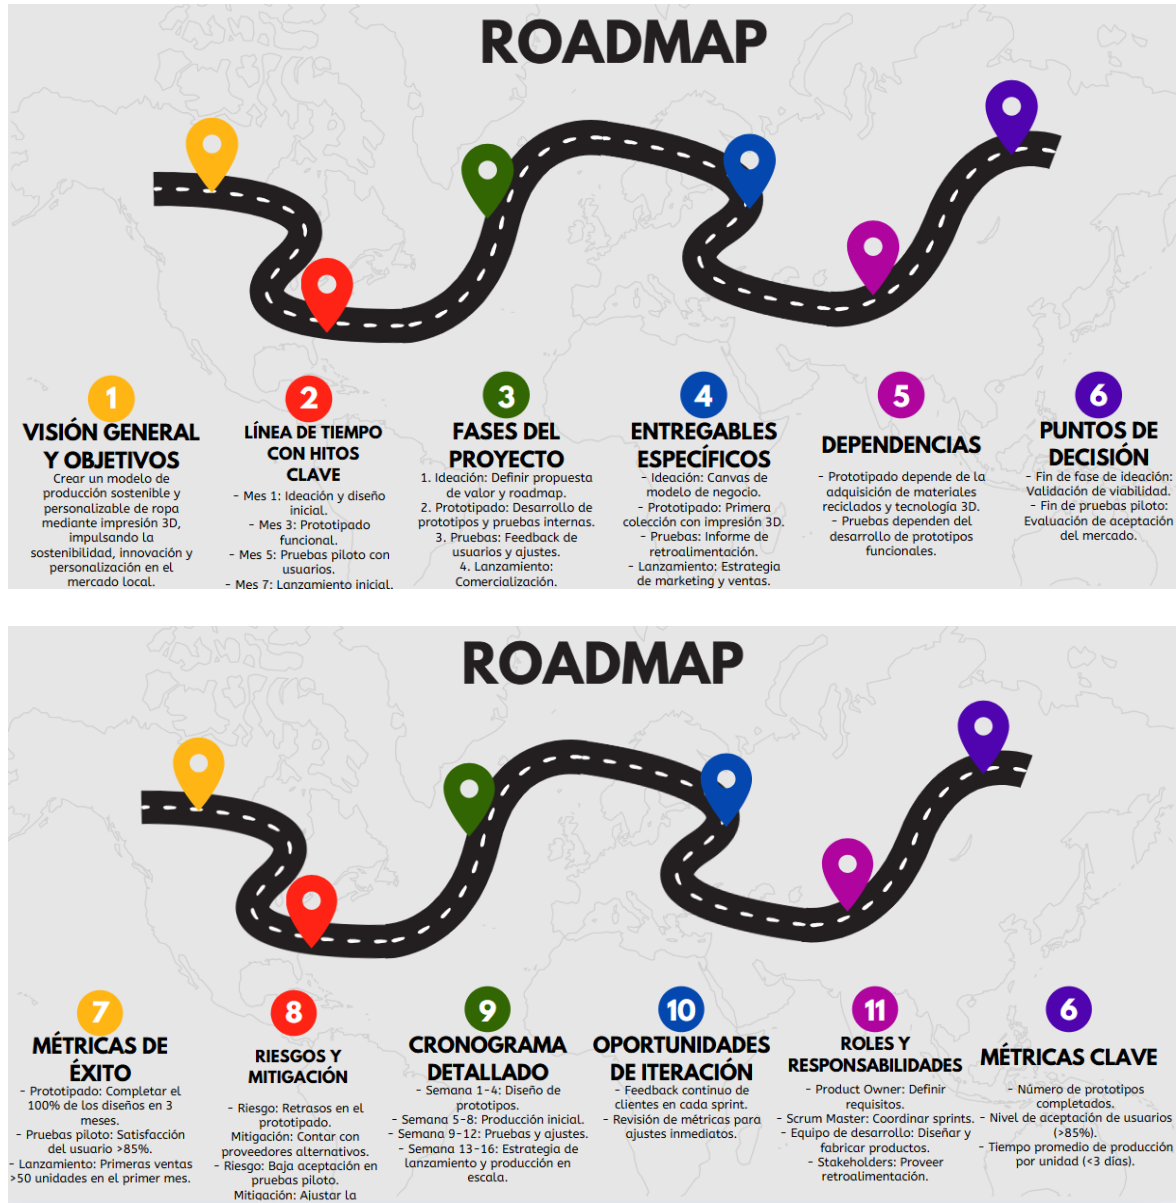 ROADMAP
1
VISIÓN GENERAL
Y OBJETIVOS
Crear un modelo de
producción sostenible y
personalizable de ropa
mediante impresión 3D,
impulsando la
sostenibilidad, innovación y
personalización en el
mercado local.
2
LÍNEA DE TIEMPO
CON HITOS
CLAVE
- Mes 1: Ideación y diseño
inicial.
- Mes 3: Prototipado
funcional.
- Mes 5: Pruebas piloto con
usuarios.
- Mes 7: Lanzamiento inicial.
3
FASES DEL
PROYECTO
1. Ideación: Definir propuesta
de valor y roadmap.
2. Prototipado: Desarrollo de
prototipos y pruebas internas.
3. Pruebas: Feedback de
usuarios y ajustes.
4. Lanzamiento:
Comercialización.
4
ENTREGABLES
ESPECÍFICOS
- Ideación: Canvas de
modelo de negocio.
- Prototipado: Primera
colección con impresión 3D.
- Pruebas: Informe de
retroalimentación.
- Lanzamiento: Estrategia
de marketing y ventas.
5
DEPENDENCIAS
- Prototipado depende de la
adquisición de materiales
reciclados y tecnología 3D.
- Pruebas dependen del
desarrollo de prototipos
funcionales.
6
PUNTOS DE
DECISIÓN
- Fin de fase de ideación:
Validación de viabilidad.
- Fin de pruebas piloto:
Evaluación de aceptación
del mercado.
ROADMAP
7
MÉTRICAS DE
ÉXITO
- Prototipado: Completar el
100% de los diseños en 3
meses.
- Pruebas piloto: Satisfacción
del usuario >85%.
- Lanzamiento: Primeras ventas
>50 unidades en el primer mes.
8
RIESGOS Y
MITIGACIÓN
- Riesgo: Retrasos en el
prototipado.
Mitigación: Contar con
proveedores alternativos.
- Riesgo: Baja aceptación en
pruebas piloto.
Mitigación: Ajustar la
9
CRONOGRAMA
DETALLADO
- Semana 1-4: Diseño de
prototipos.
- Semana 5-8: Producción inicial.
- Semana 9-12: Pruebas y ajustes.
- Semana 13-16: Estrategia de
lanzamiento y producción en
escala.
10
OPORTUNIDADES
DE ITERACIÓN
- Feedback continuo de
clientes en cada sprint.
- Revisión de métricas para
ajustes inmediatos.
11
ROLES Y
RESPONSABILIDADES
- Product Owner: Definir
requisitos.
- Scrum Master: Coordinar sprints.
- Equipo de desarrollo: Diseñar y
fabricar productos.
- Stakeholders: Proveer
retroalimentación.
6
MÉTRICAS CLAVE
- Número de prototipos
completados.
- Nivel de aceptación de usuarios
(>85%).
- Tiempo promedio de producción
por unidad (<3 días).